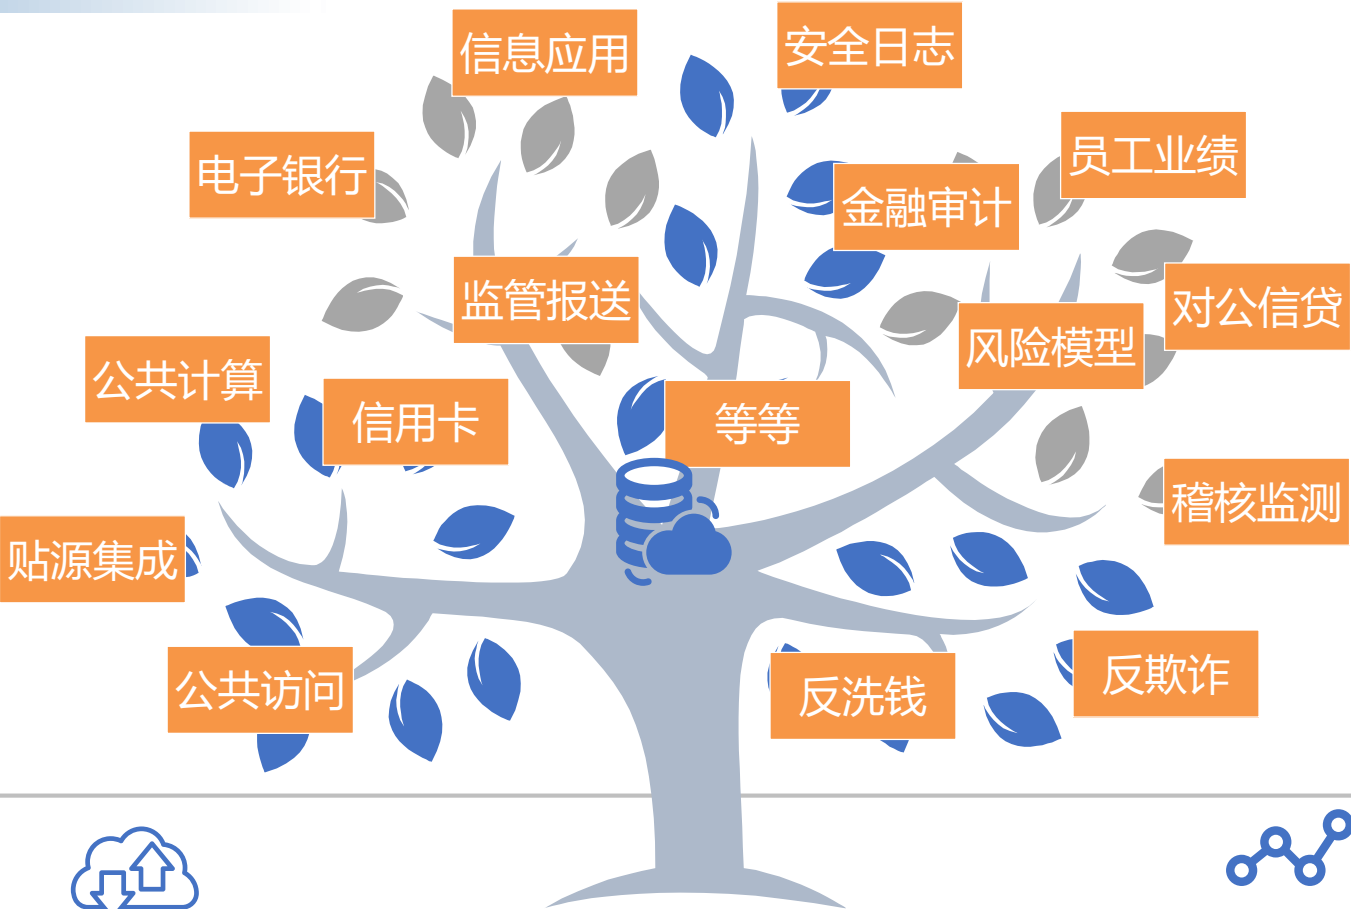 信息应用
安全日志
电子银行
员工业绩
金融审计
监管报送
对公信贷
风险模型
公共计算
信用卡
等等
稽核监测
贴源集成
公共访问
反洗钱
反欺诈